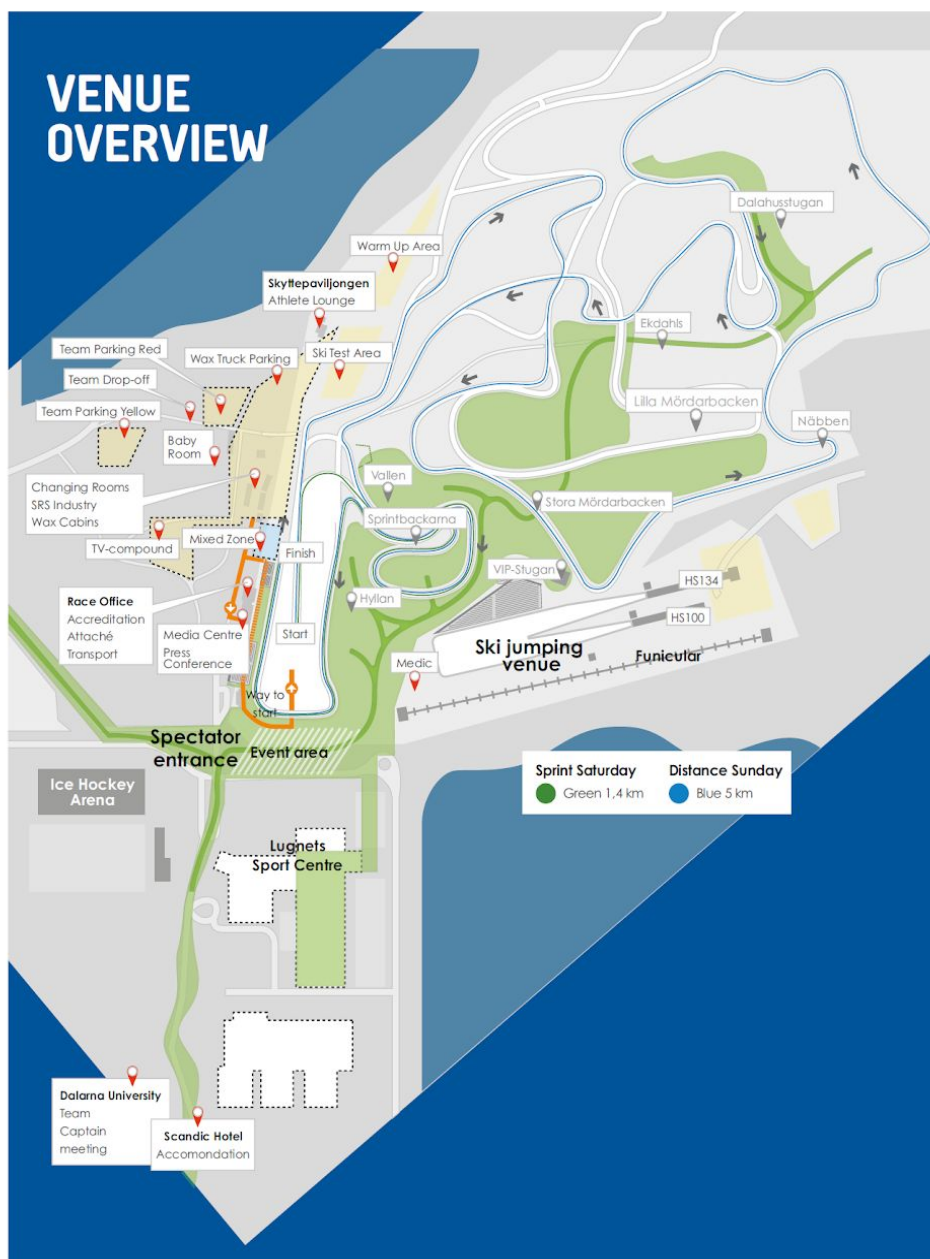 VENUE
OVERVIEW
Dalahusstugan
Warm Up Area
Skyttepaviljongen
Athlete Lounge
Ekdahls
Team Parking Red
Wax Truck Parking
Ski Test Area
Team Drop-off
Lilla Mördarbacken
Team Parking Yellow
Näbben
Baby
Room
Vallen
Changing Rooms
SRS Industry
Wax Cabins
Stora Mördarbacken
Sprintbackarna
TV-compound
Mixed Zone
Finish
VIP-Stugan
HS134
Hyllan
Race Office
Accreditation
Attaché
Transport
HS100
Media Centre
Press
Conference
Start
Ski jumping
venue
Funicular
Medic
Way to
start
Spectator
entrance
Event area
Sprint Saturday
Green 1,4 km
Distance Sunday
Blue 5 km
Ice Hockey
Arena
Lugnets
Sport Centre
Dalarna University
Team
Captain
meeting
Scandic Hotel
Accomondation